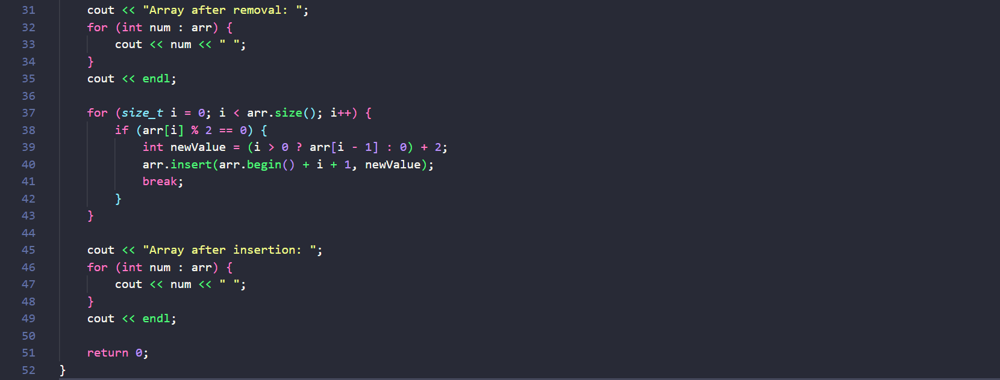 31 cout << "Array after removal: ";
32 for (int num : arr) {
33 cout << num << " ";
34 }
35 cout << endl;
36
37 for (size_t i = 0; i < arr.size(); i++) {
38 if (arr[i] % 2 == 0) {
39 int newValue = (i > 0 ? arr[i - 1] : 0) + 2;
40 arr.insert(arr.begin() + i + 1, newValue);
41 break;
42 }
43 }
44
45 cout << "Array after insertion: ";
46 for (int num : arr) {
47 cout << num << " ";
48 }
49 cout << endl;
50
51 return 0;
52 }